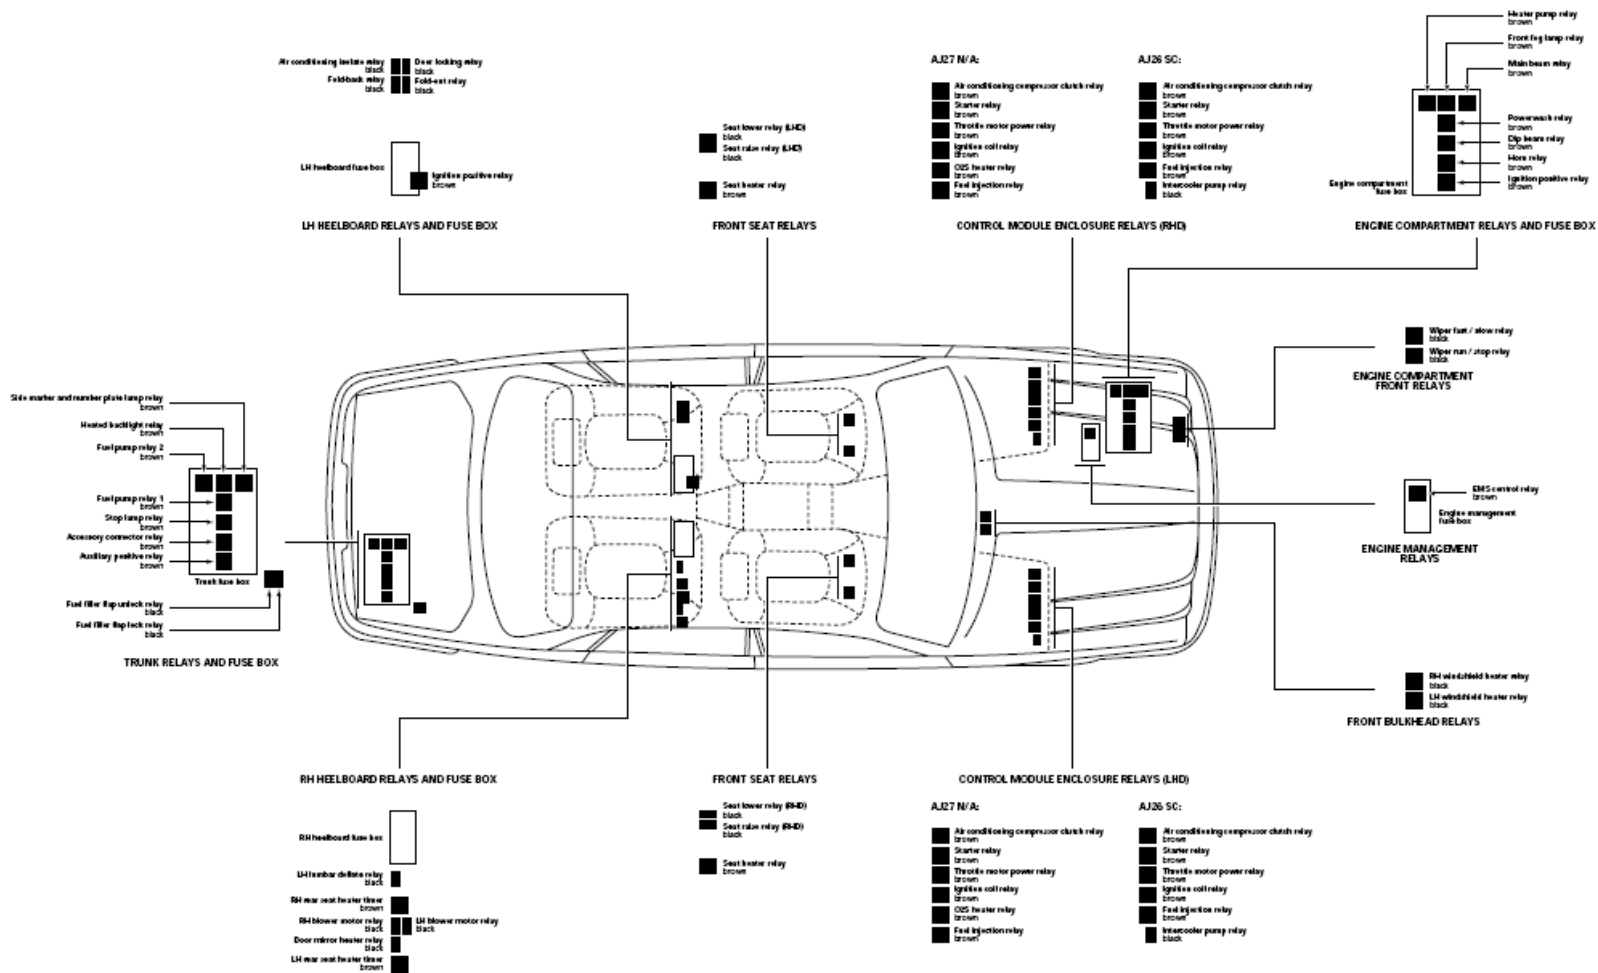 Air conditioning isolate relay
black
Door locking relay
black
Fold-back relay
black
Fold-out relay
black
LH heelboard fuse box
Ignition positive relay
brown
LH HEELBOARD RELAYS AND FUSE BOX
Seat lower relay (LHD)
black
Seat raise relay (LHD)
black
Seat heater relay
brown
FRONT SEAT RELAYS
AJ27 N/A:
Air conditioning compressor clutch relay
brown
Starter relay
brown
Throttle motor power relay
brown
Ignition coil relay
brown
O2S heater relay
brown
Fuel injection relay
brown
AJ26 SC:
Air conditioning compressor clutch relay
brown
Starter relay
brown
Throttle motor power relay
brown
Ignition coil relay
brown
Fuel injection relay
brown
Intercooler pump relay
black
CONTROL MODULE ENCLOSURE RELAYS (RHD)
Heater pump relay
brown
Front fog lamp relay
brown
Main beam relay
brown
Powerwash relay
brown
Dip beam relay
brown
Horn relay
brown
Ignition positive relay
brown
Engine compartment
fuse box
ENGINE COMPARTMENT RELAYS AND FUSE BOX
Wiper fast / slow relay
black
Wiper run / stop relay
black
ENGINE COMPARTMENT
FRONT RELAYS
Side marker and number plate lamp relay
brown
Heated backlight relay
brown
Fuel pump relay 2
brown
Fuel pump relay 1
brown
Stop lamp relay
brown
Accessory connector relay
brown
Auxiliary positive relay
brown
Trunk fuse box
Fuel filler flap unlock relay
black
Fuel filler flap lock relay
black
TRUNK RELAYS AND FUSE BOX
EMS control relay
brown
Engine management
fuse box
ENGINE MANAGEMENT
RELAYS
RH windshield heater relay
black
LH windshield heater relay
black
FRONT BULKHEAD RELAYS
RH HEELBOARD RELAYS AND FUSE BOX
RH heelboard fuse box
LH lumbar deflate relay
black
RH rear seat heater timer
brown
RH blower motor relay
black
LH blower motor relay
black
Door mirror heater relay
black
LH rear seat heater timer
brown
FRONT SEAT RELAYS
Seat lower relay (RHD)
black
Seat raise relay (RHD)
black
Seat heater relay
brown
CONTROL MODULE ENCLOSURE RELAYS (LHD)
AJ27 N/A:
Air conditioning compressor clutch relay
brown
Starter relay
brown
Throttle motor power relay
brown
Ignition coil relay
brown
O2S heater relay
brown
Fuel injection relay
brown
AJ26 SC:
Air conditioning compressor clutch relay
brown
Starter relay
brown
Throttle motor power relay
brown
Ignition coil relay
brown
Fuel injection relay
brown
Intercooler pump relay
black